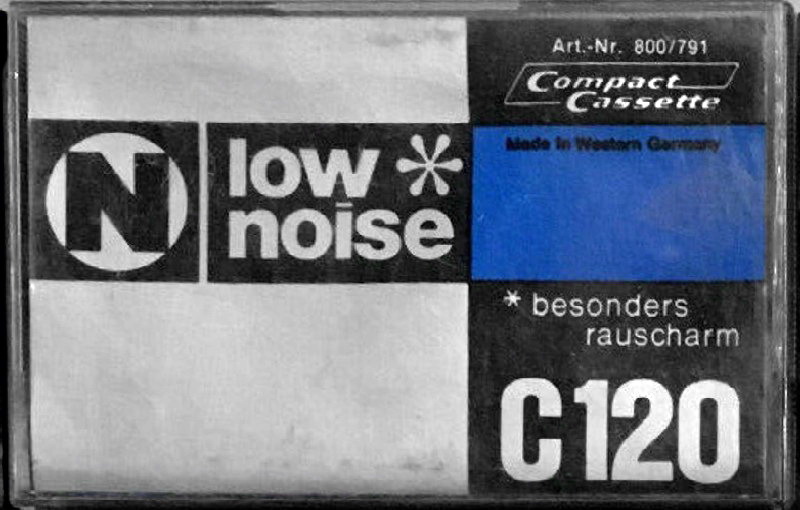 N
low *
noise
Art.-Nr. 800/791
Compact
Cassette
Made in Western Germany
* besonders
rauscharm
C120